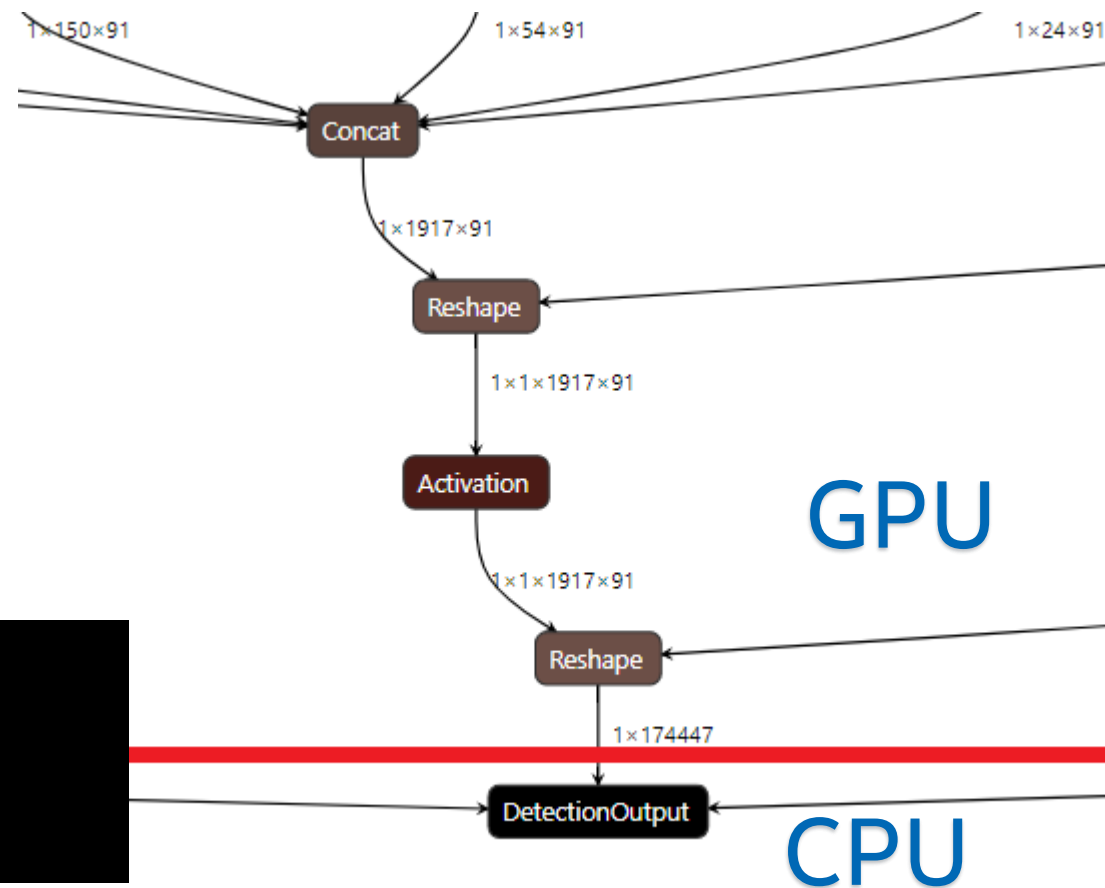 1×150×91
1×54×91
1×24×91
Concat
1×1917×91
Reshape
1×1×1917×91
Activation
GPU
1×1×1917×91
Reshape
1×174447
DetectionOutput
CPU